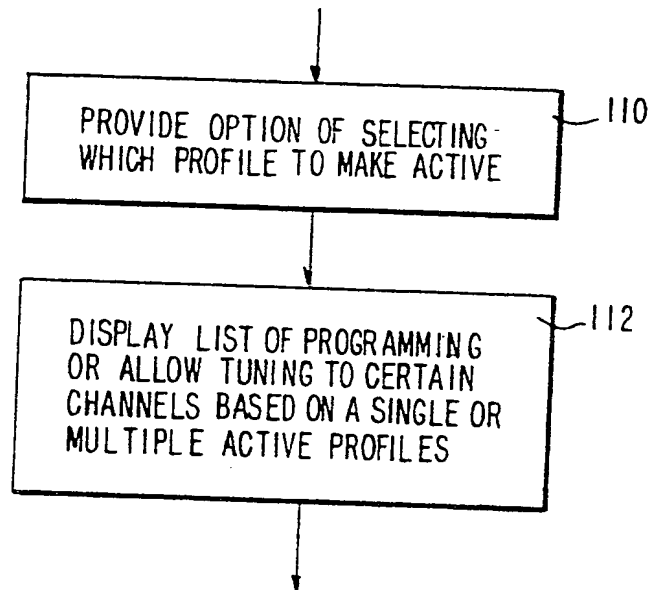 PROVIDE OPTION OF SELECTING
WHICH PROFILE TO MAKE ACTIVE
110
DISPLAY LIST OF PROGRAMMING
OR ALLOW TUNING TO CERTAIN
CHANNELS BASED ON A SINGLE OR
MULTIPLE ACTIVE PROFILES
112